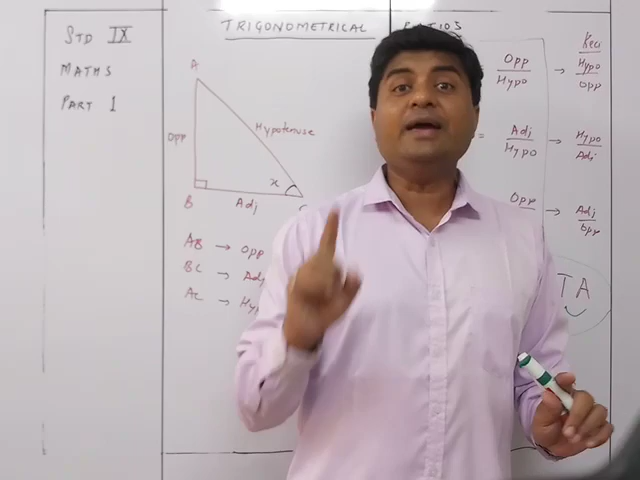 STD IX
MATHS
PART 1
TRIGONOMETRICAL RATIOS
A
Opp
Hypotenuse
x
B
Adj
C
AB → Opp
BC → Adj
AC → Hyp
= Opp/Hypo → Hypo/Opp
= Adj/Hypo → Hypo/Adj
Opp → Adj/Opp
TA